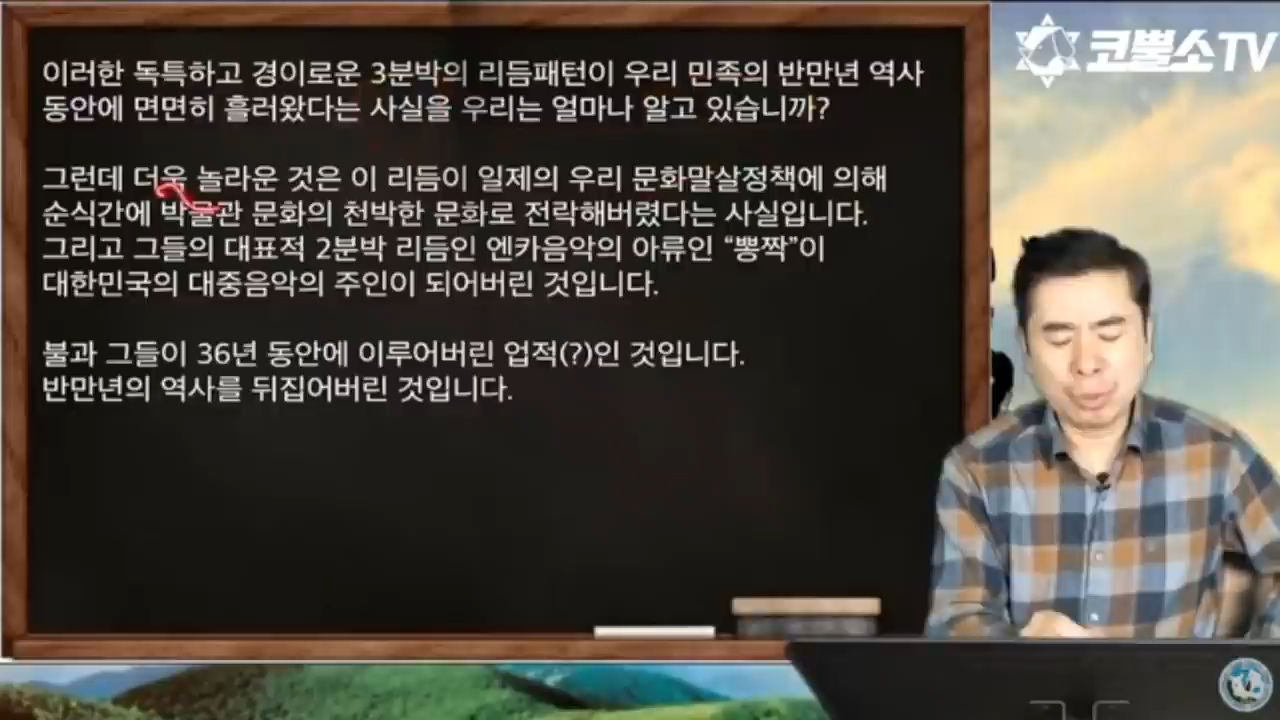 코뿔소TV
이러한 독특하고 경이로운 3분박의 리듬패턴이 우리 민족의 반만년 역사
동안에 면면히 흘러왔다는 사실을 우리는 얼마나 알고 있습니까?
그런데 더욱 놀라운 것은 이 리듬이 일제의 우리 문화말살정책에 의해
순식간에 박물관 문화의 천박한 문화로 전락해버렸다는 사실입니다.
그리고 그들의 대표적 2분박 리듬인 엔카음악의 아류인 “뽕짝”이
대한민국의 대중음악의 주인이 되어버린 것입니다.
불과 그들이 36년 동안에 이루어버린 업적(?)인 것입니다.
반만년의 역사를 뒤집어버린 것입니다.